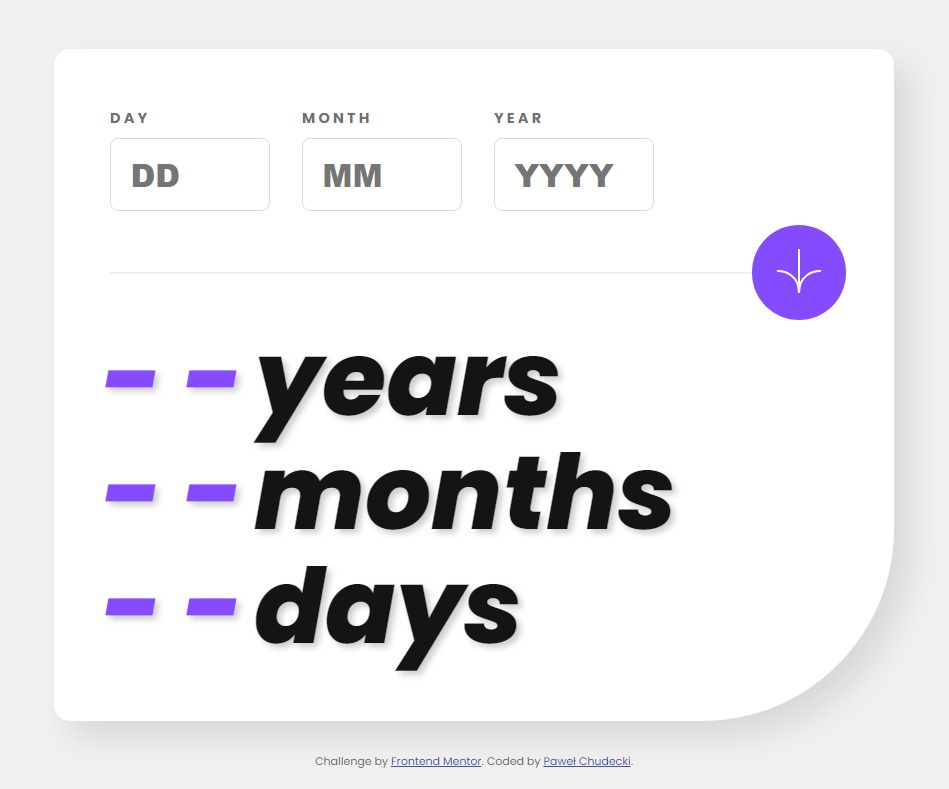 DAY MONTH YEAR
DD MM YYYY
- - years
- - months
- - days
Challenge by Frontend Mentor. Coded by Paweł Chudecki.